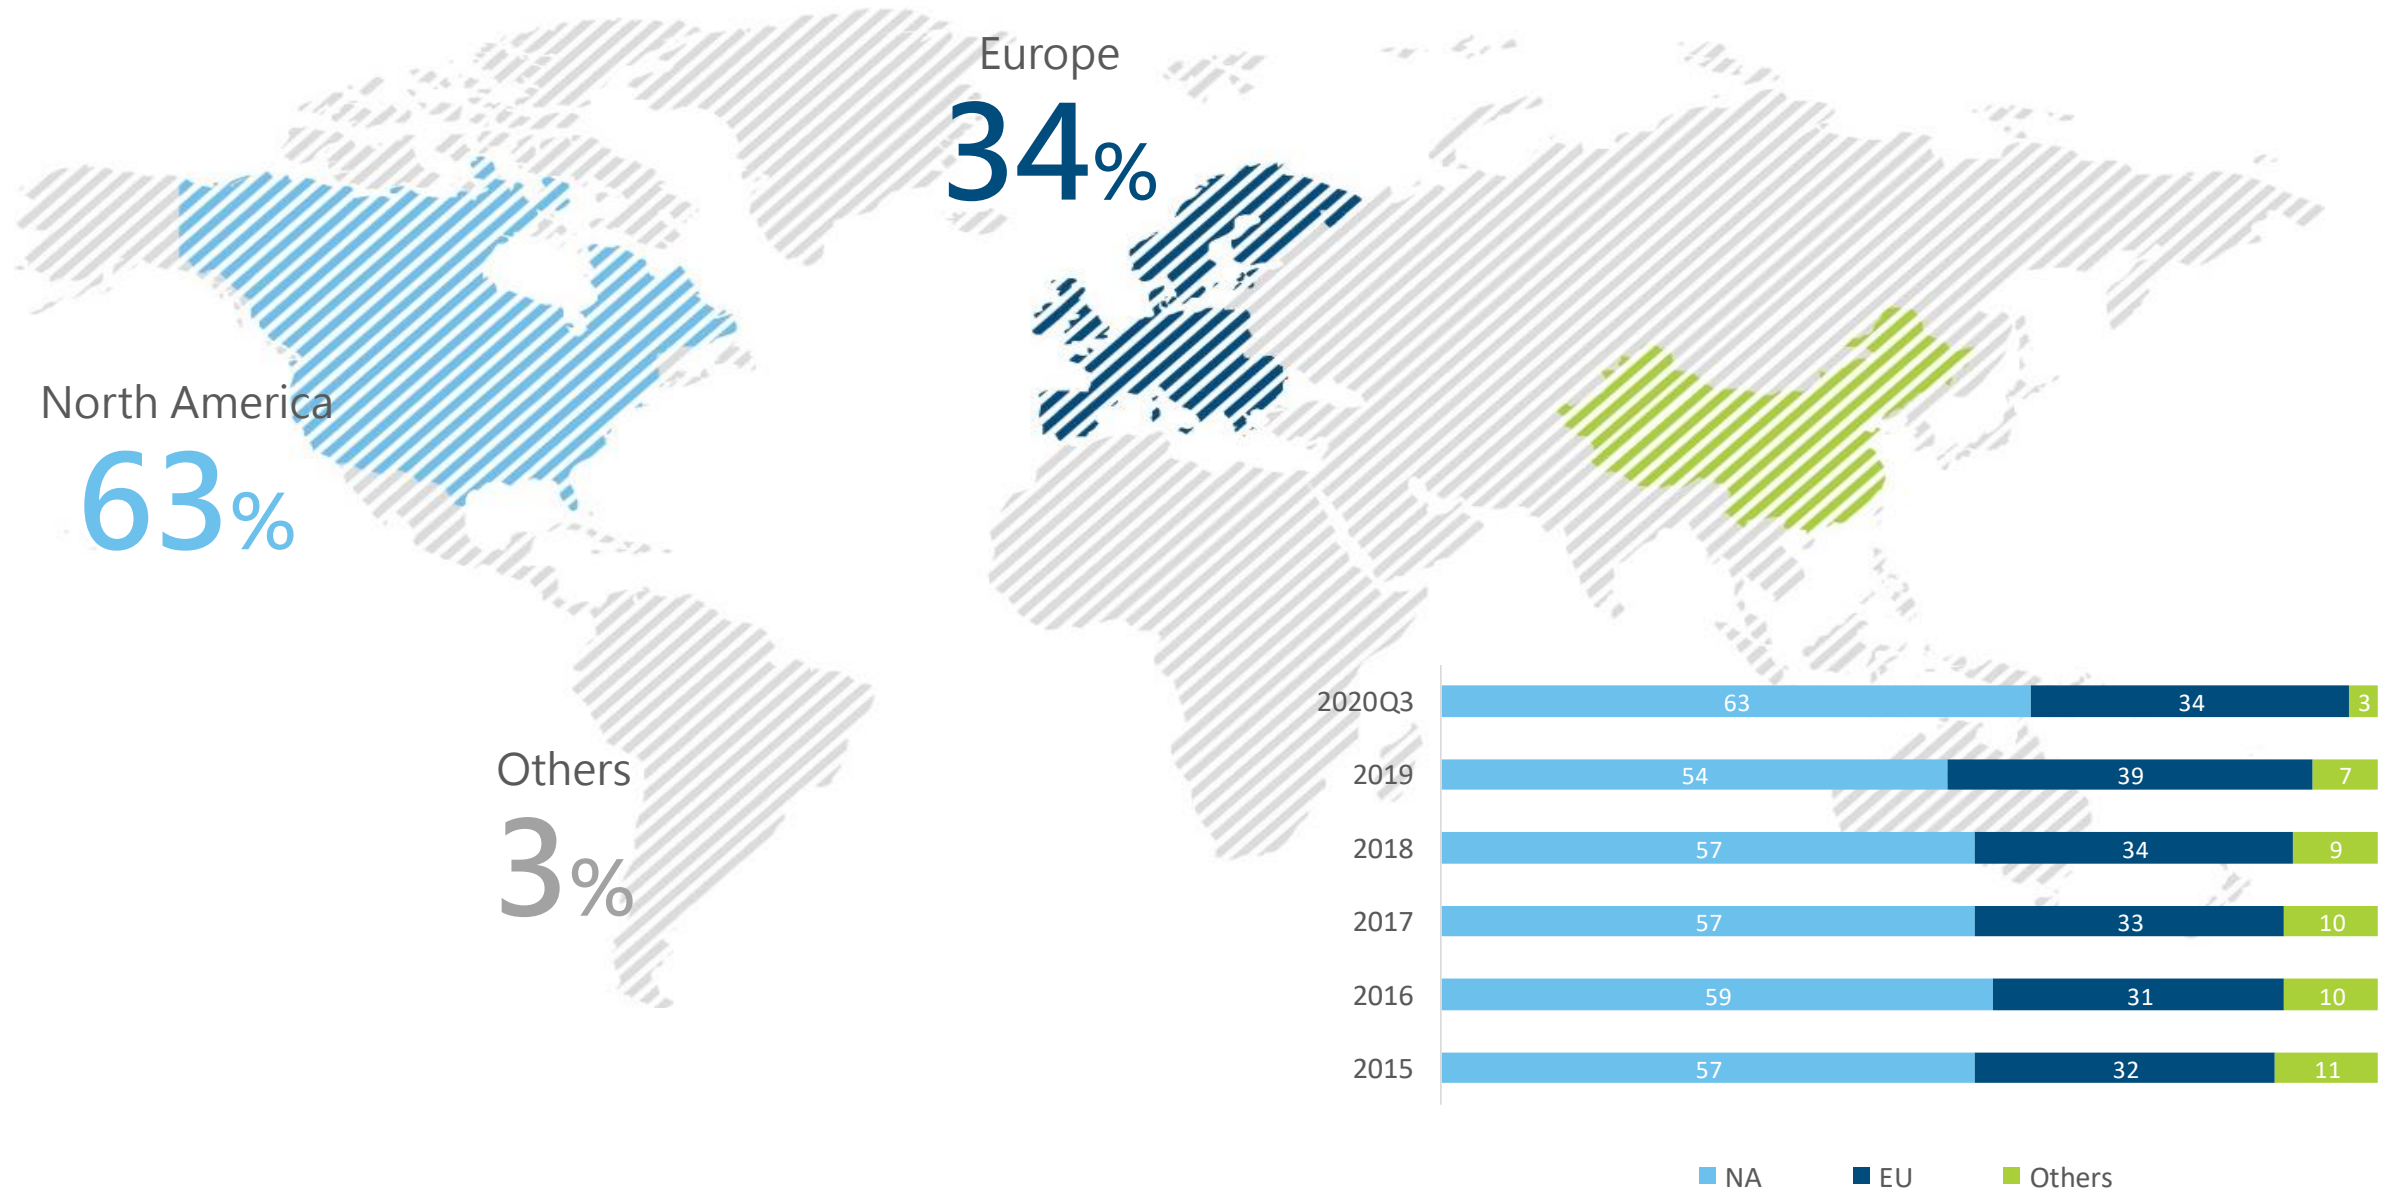 Europe
34%
North America
63%
Others
3%
2020Q3 63 34 3
2019 54 39 7
2018 57 34 9
2017 57 33 10
2016 59 31 10
2015 57 32 11
NA EU Others